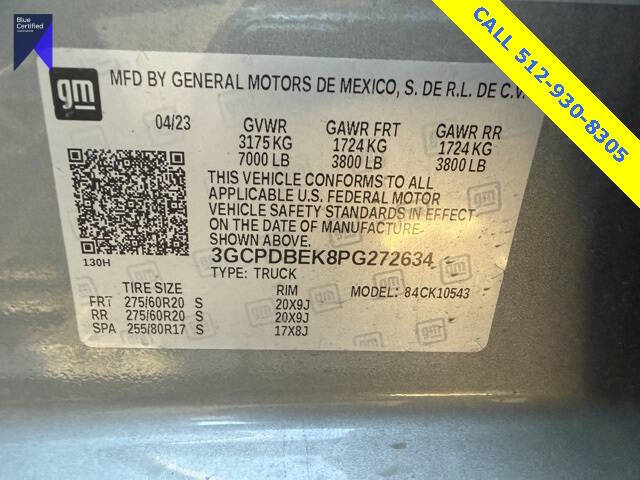 Blue
Certified
CALL 512-930-8305
gm
MFD BY GENERAL MOTORS DE MEXICO, S. DE R.L. DE C.V.
04/23 GVWR GAWR FRT GAWR RR
3175 KG 1724 KG 1724 KG
7000 LB 3800 LB 3800 LB
THIS VEHICLE CONFORMS TO ALL
APPLICABLE U.S. FEDERAL MOTOR
VEHICLE SAFETY STANDARDS IN EFFECT
ON THE DATE OF MANUFACTURE
SHOWN ABOVE.
130H
3GCPDBEK8PG272634
TYPE: TRUCK
TIRE SIZE RIM MODEL: 84CK10543
FRT 275/60R20 S 20X9J
RR 275/60R20 S 20X9J
SPA 255/80R17 S 17X8J